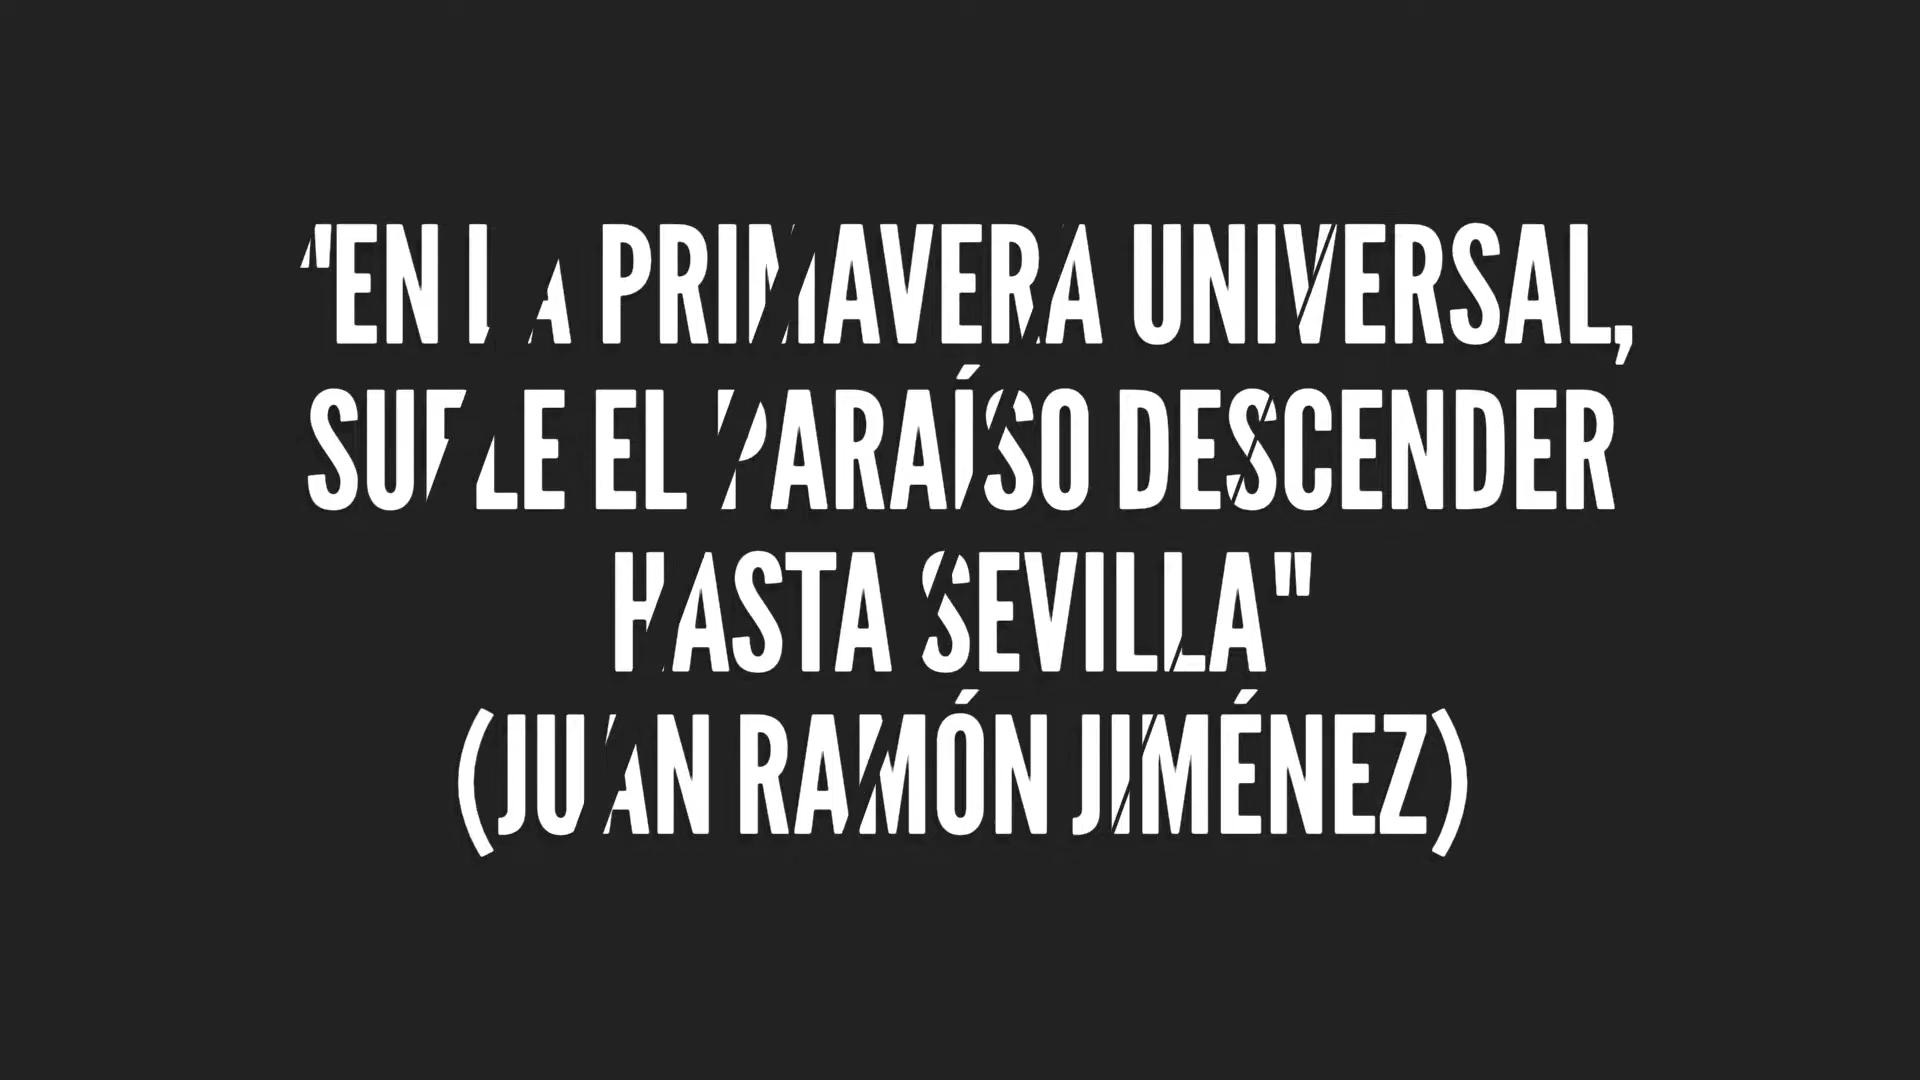 "EN LA PRIMAVERA UNIVERSAL,
SUELE EL PARAÍSO DESCENDER
HASTA SEVILLA"
(JUAN RAMÓN JIMÉNEZ)